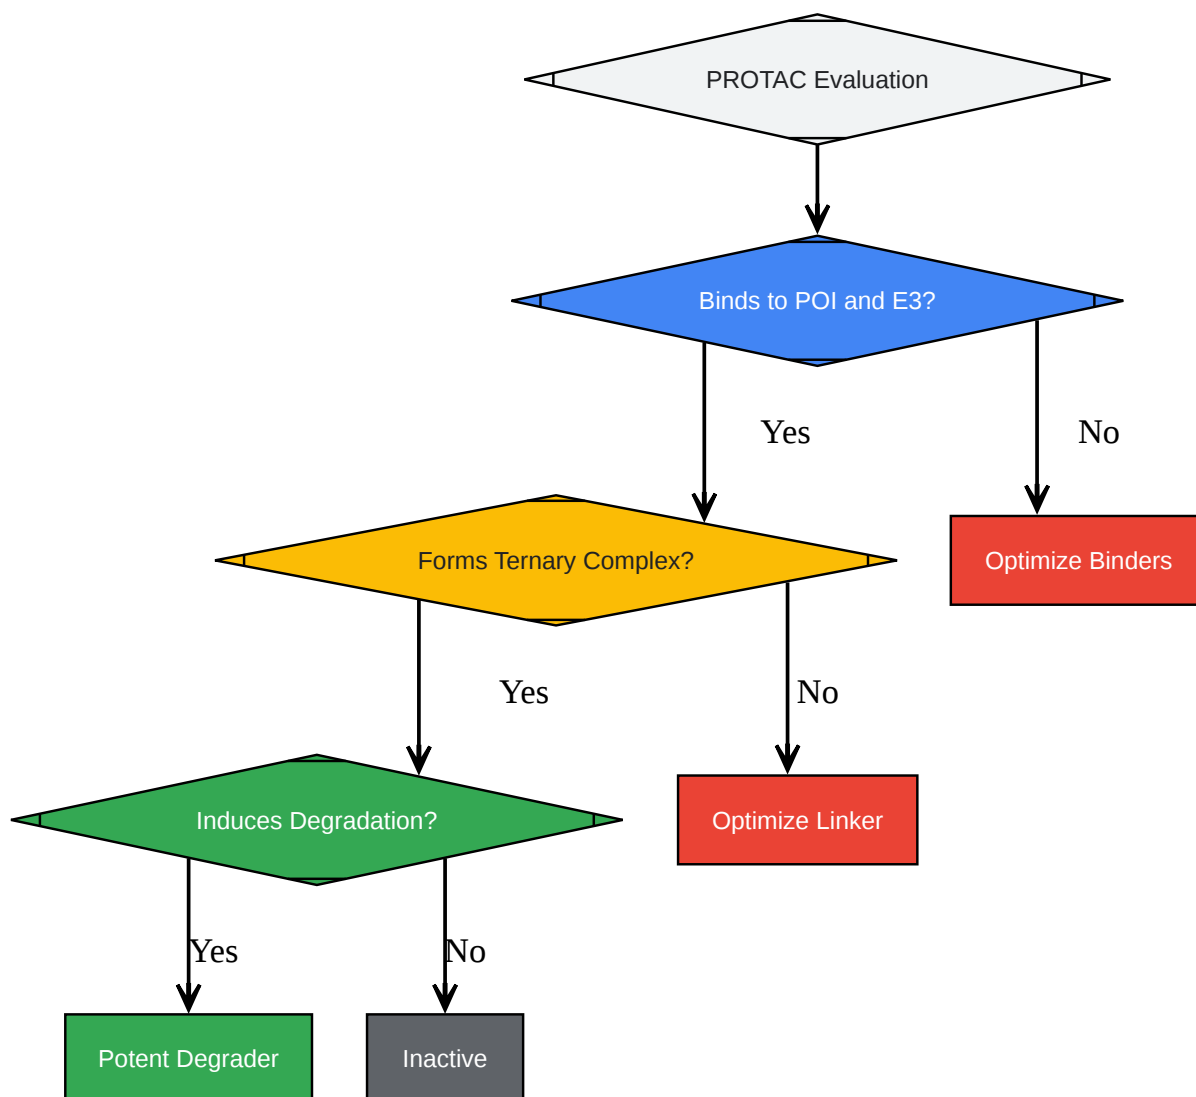 PROTAC Evaluation
Binds to POI and E3?
Yes
No
Forms Ternary Complex?
Optimize Binders
Yes
No
Induces Degradation?
Optimize Linker
Yes
No
Potent Degrader
Inactive